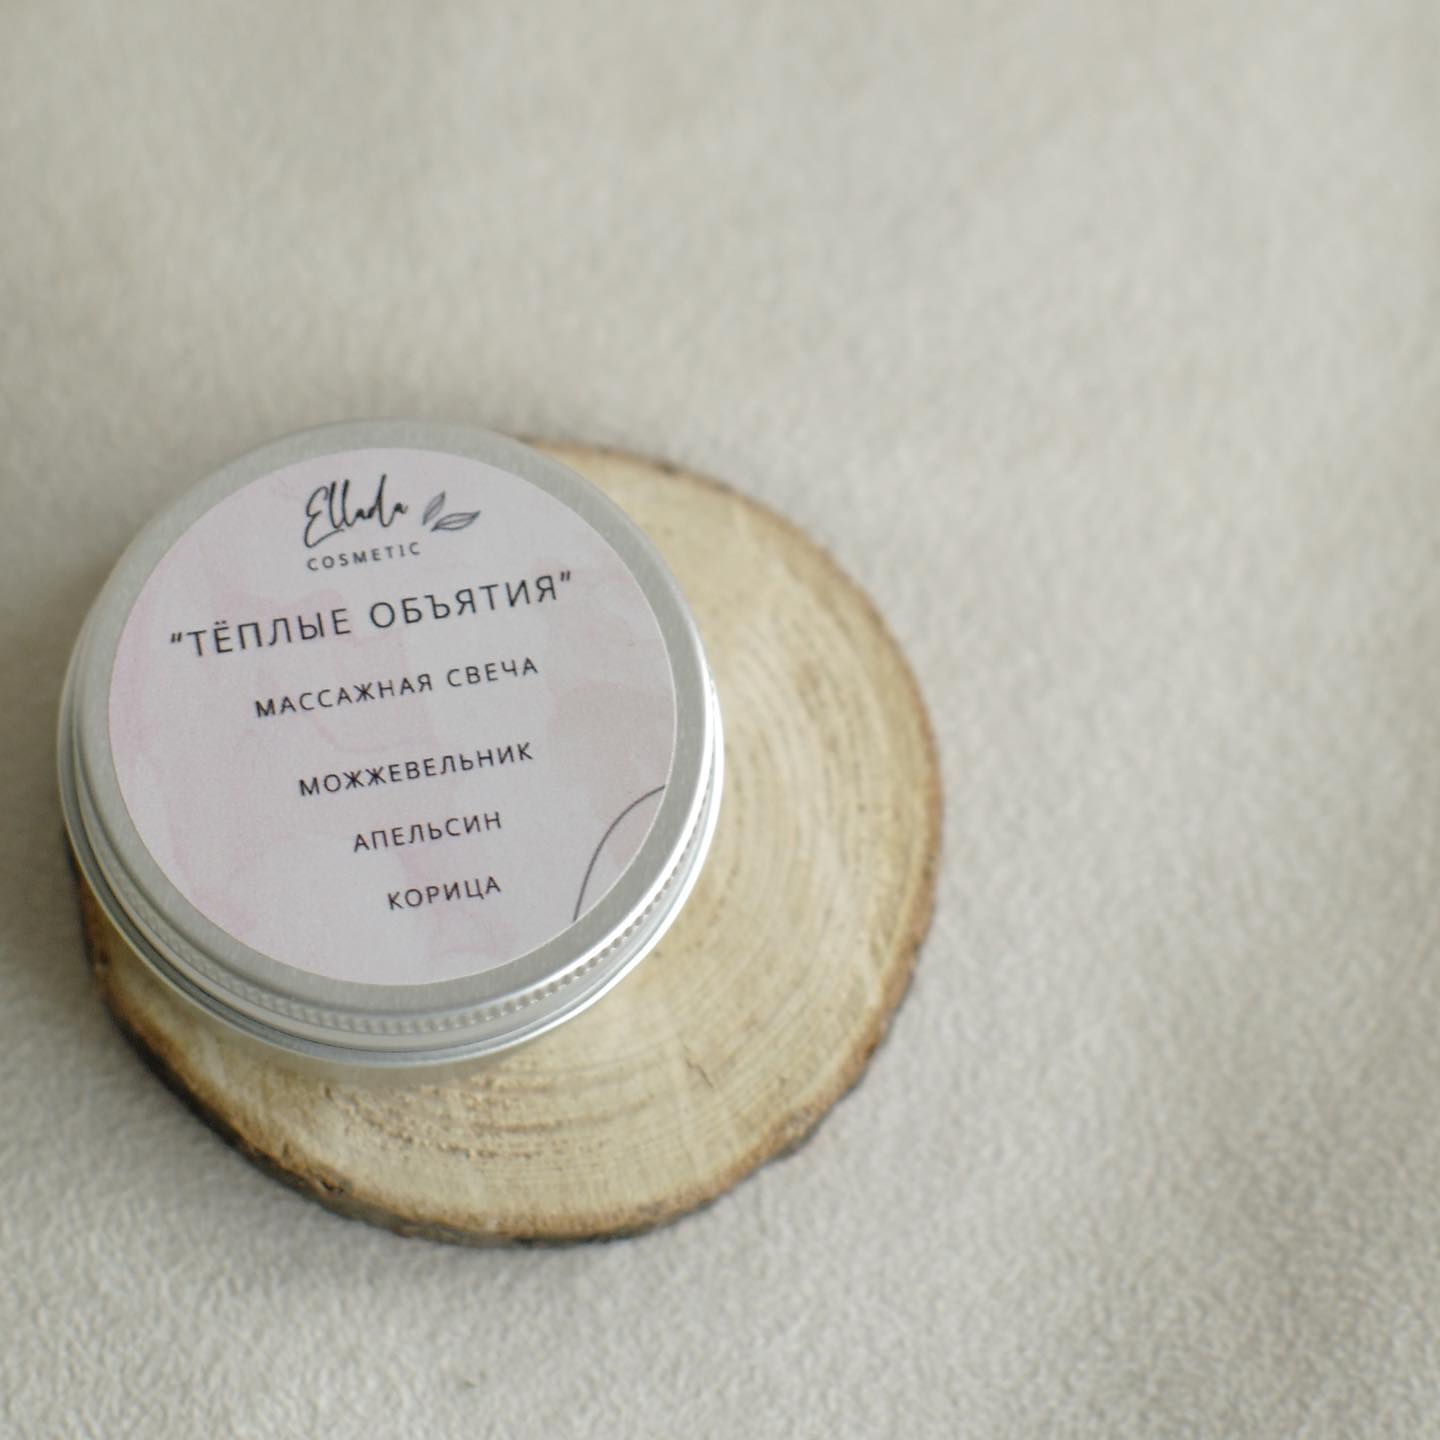 Ellada
COSMETIC
"ТЁПЛЫЕ ОБЪЯТИЯ"
МАССАЖНАЯ СВЕЧА
МОЖЖЕВЕЛЬНИК
АПЕЛЬСИН
КОРИЦА